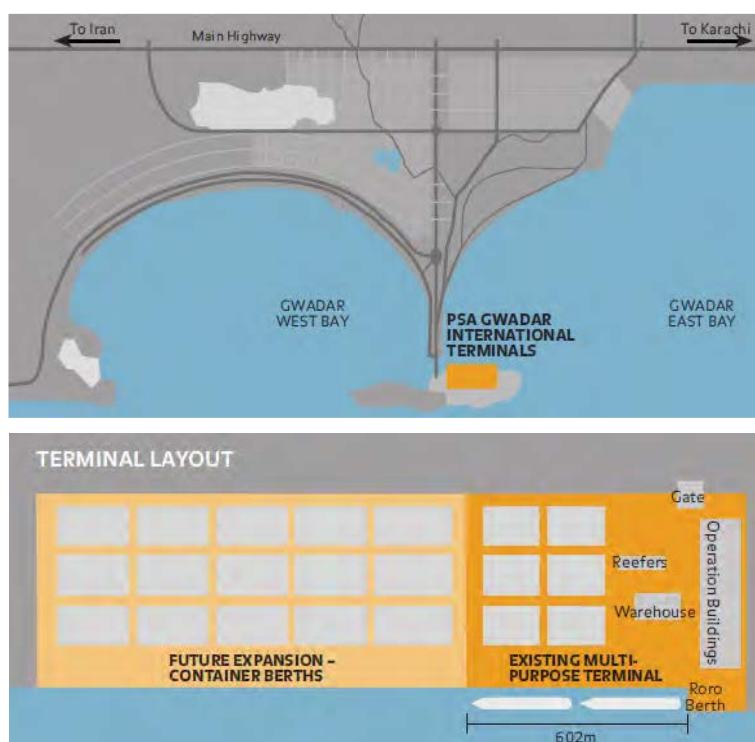 To Iran
Main Highway
To Karachi
GWADAR
WEST BAY
PSA GWADAR
INTERNATIONAL
TERMINALS
GWADAR
EAST BAY
TERMINAL LAYOUT
Gate
Operation Buildings
Reefers
Warehouse
FUTURE EXPANSION –
CONTAINER BERTHS
EXISTING MULTI-
PURPOSE TERMINAL
Roro
Berth
602m